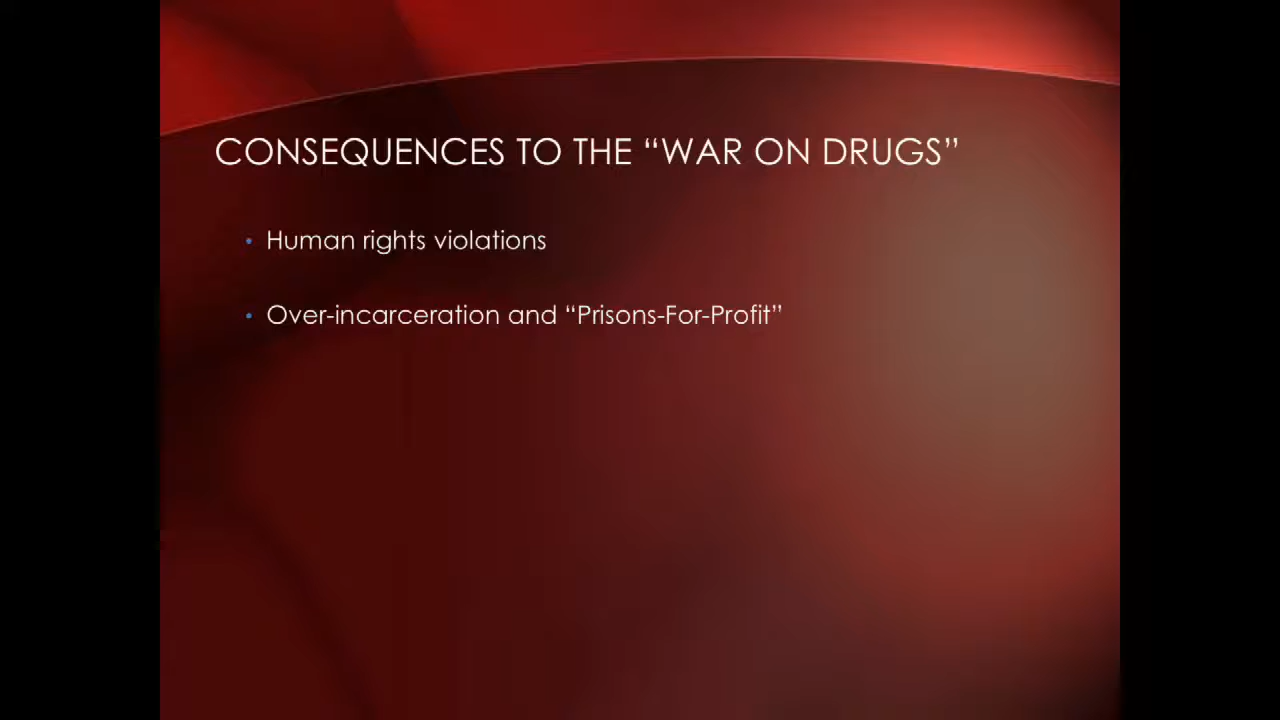 CONSEQUENCES TO THE “WAR ON DRUGS”
• Human rights violations
• Over-incarceration and “Prisons-For-Profit”